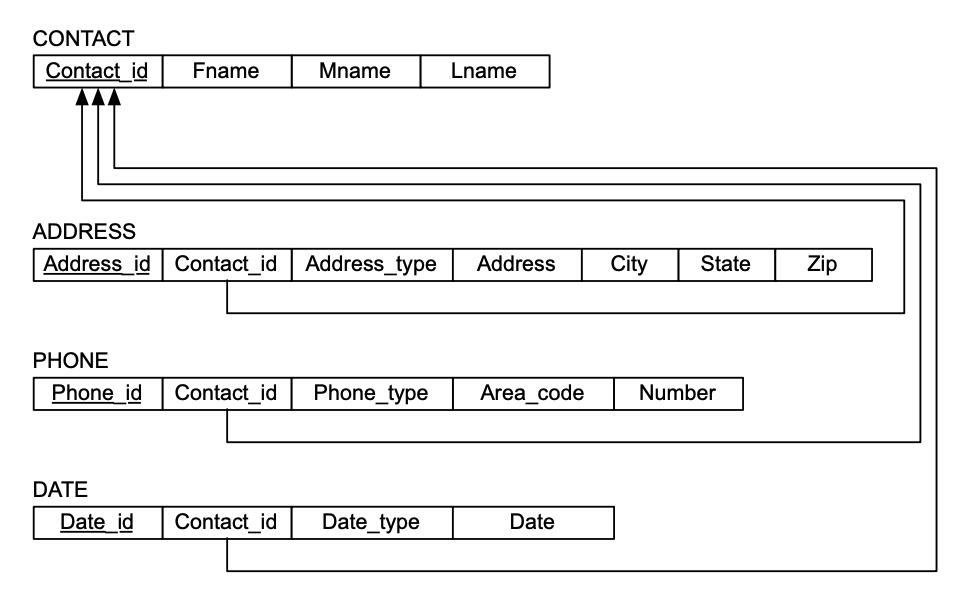 CONTACT
Contact_id Fname Mname Lname
ADDRESS
Address_id Contact_id Address_type Address City State Zip
PHONE
Phone_id Contact_id Phone_type Area_code Number
DATE
Date_id Contact_id Date_type Date